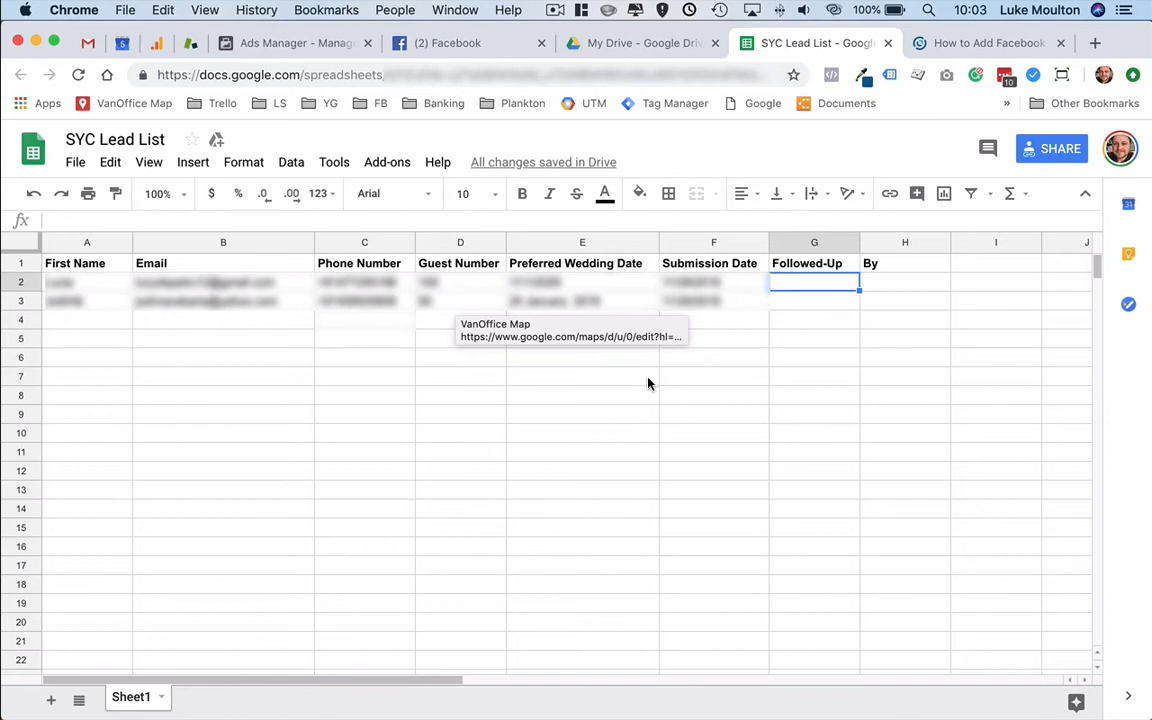 Chrome File Edit View History Bookmarks People Window Help 100% 10:03 Luke Moulton
Ads Manager - Manag (2) Facebook My Drive - Google Driv SYC Lead List - Google How to Add Facebook
https://docs.google.com/spreadsheets
Apps VanOffice Map Trello LS YG FB Banking Plankton UTM Tag Manager Google Documents » Other Bookmarks
SYC Lead List
File Edit View Insert Format Data Tools Add-ons Help All changes saved in Drive SHARE
100% $ % .0 .00 123 Arial 10 B I S A
fx
A B C D E F G H I J
1 First Name Email Phone Number Guest Number Preferred Wedding Date Submission Date Followed-Up By
2
3
4
VanOffice Map
https://www.google.com/maps/d/u/0/edit?hl=...
5
6
7
8
9
10
11
12
13
14
15
16
17
18
19
20
21
22
Sheet1